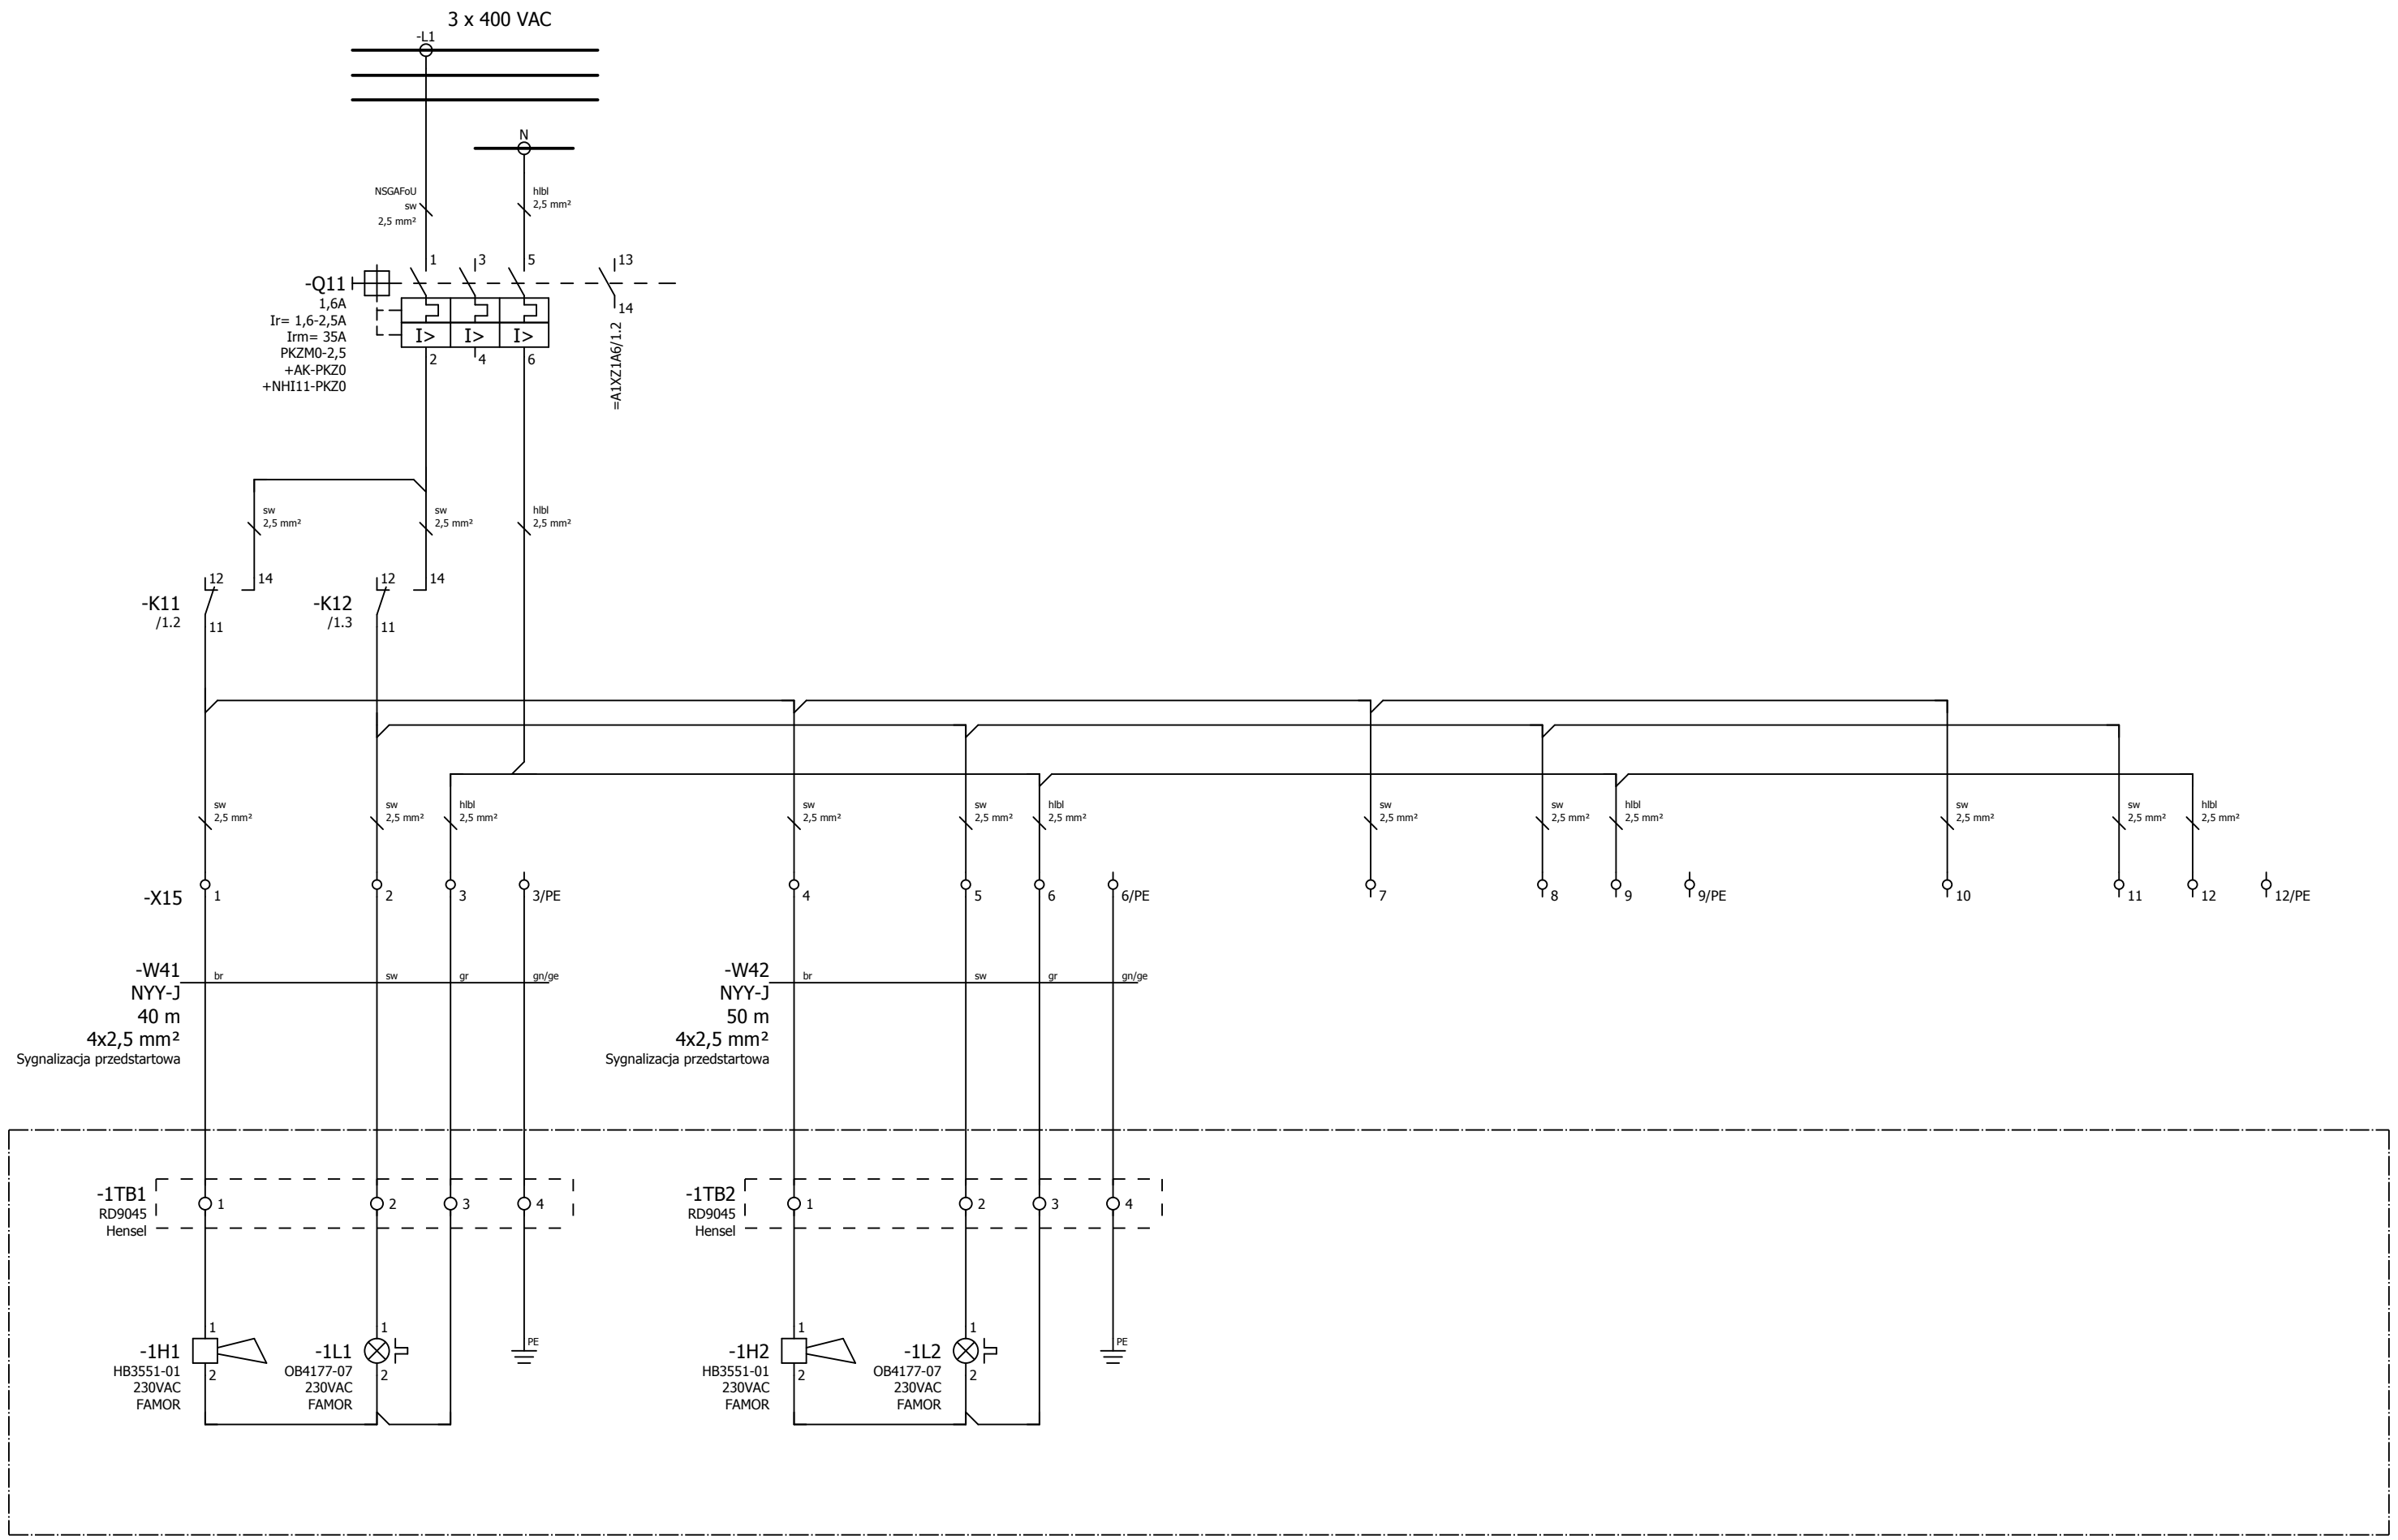 3 x 400 VAC
-L1
N
NSGAFoU
sw
2,5 mm²
hlbl
2,5 mm²
1
3
5
13
-Q11
1,6A
Ir= 1,6-2,5A
Irm= 35A
PKZM0-2,5
+AK-PKZ0
+NHI11-PKZ0
I>
I>
I>
14
2
4
6
=A1XZ1A6/1.2
sw
2,5 mm²
sw
2,5 mm²
hlbl
2,5 mm²
12
14
12
14
-K11
/1.2
11
-K12
/1.3
11
sw
2,5 mm²
sw
2,5 mm²
hlbl
2,5 mm²
sw
2,5 mm²
sw
2,5 mm²
hlbl
2,5 mm²
sw
2,5 mm²
sw
2,5 mm²
hlbl
2,5 mm²
sw
2,5 mm²
sw
2,5 mm²
hlbl
2,5 mm²
-X15
1
2
3
3/PE
4
5
6
6/PE
7
8
9
9/PE
10
11
12
12/PE
-W41
NYY-J
40 m
4x2,5 mm²
Sygnalizacja przedstartowa
br
sw
gr
gn/ge
-W42
NYY-J
50 m
4x2,5 mm²
Sygnalizacja przedstartowa
br
sw
gr
gn/ge
-1TB1
RD9045
Hensel
1
2
3
4
-1TB2
RD9045
Hensel
1
2
3
4
-1H1
HB3551-01
230VAC
FAMOR
1
2
-1L1
OB4177-07
230VAC
FAMOR
1
2
PE
-1H2
HB3551-01
230VAC
FAMOR
1
2
-1L2
OB4177-07
230VAC
FAMOR
1
2
PE